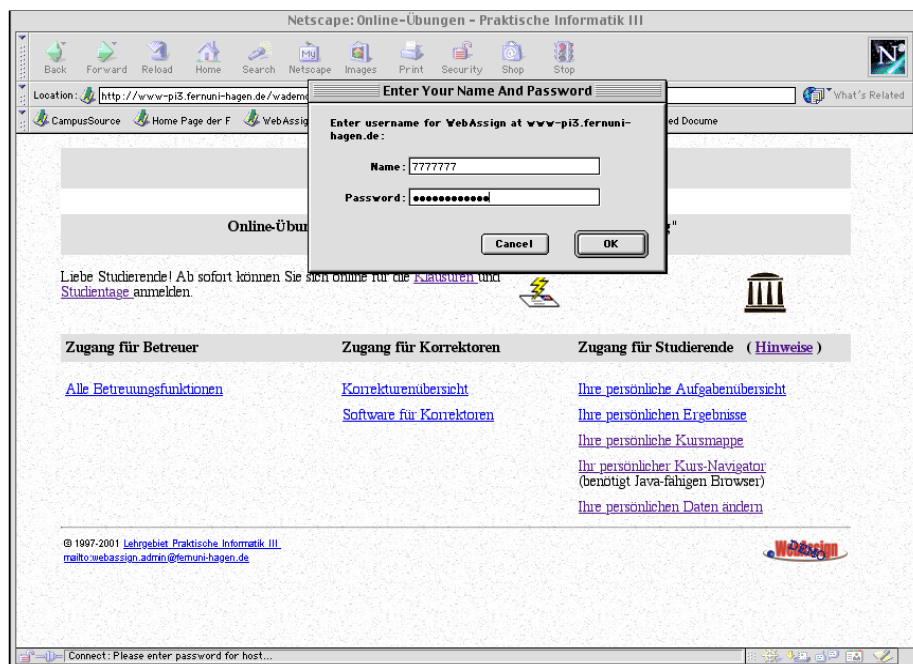 Netscape: Online-Übungen - Praktische Informatik III
Back Forward Reload Home Search Netscape Images Print Security Shop Stop
Location: http://www-pi3.fernuni-hagen.de/wademo What's Related
CampusSource Home Page der F WebAssig ed Docume
Enter Your Name And Password
Enter username for WebAssign at www-pi3.fernuni-
hagen.de:
Name: 7777777
Password: ••••••••••••
Cancel OK
Online-Übun g"
Liebe Studierende! Ab sofort können Sie sich online für die Klausuren und
Studientage anmelden.
Zugang für Betreuer Zugang für Korrektoren Zugang für Studierende ( Hinweise )
Alle Betreuungsfunktionen Korrekturenübersicht Ihre persönliche Aufgabenübersicht
Software für Korrektoren Ihre persönlichen Ergebnisse
Ihre persönliche Kursmappe
Ihr persönlicher Kurs-Navigator
(benötigt Java-fähigen Browser)
Ihre persönlichen Daten ändern
© 1997-2001 Lehrgebiet Praktische Informatik III
mailto:webassign.admin@fernuni-hagen.de
WebAssign DEMO
Connect: Please enter password for host...